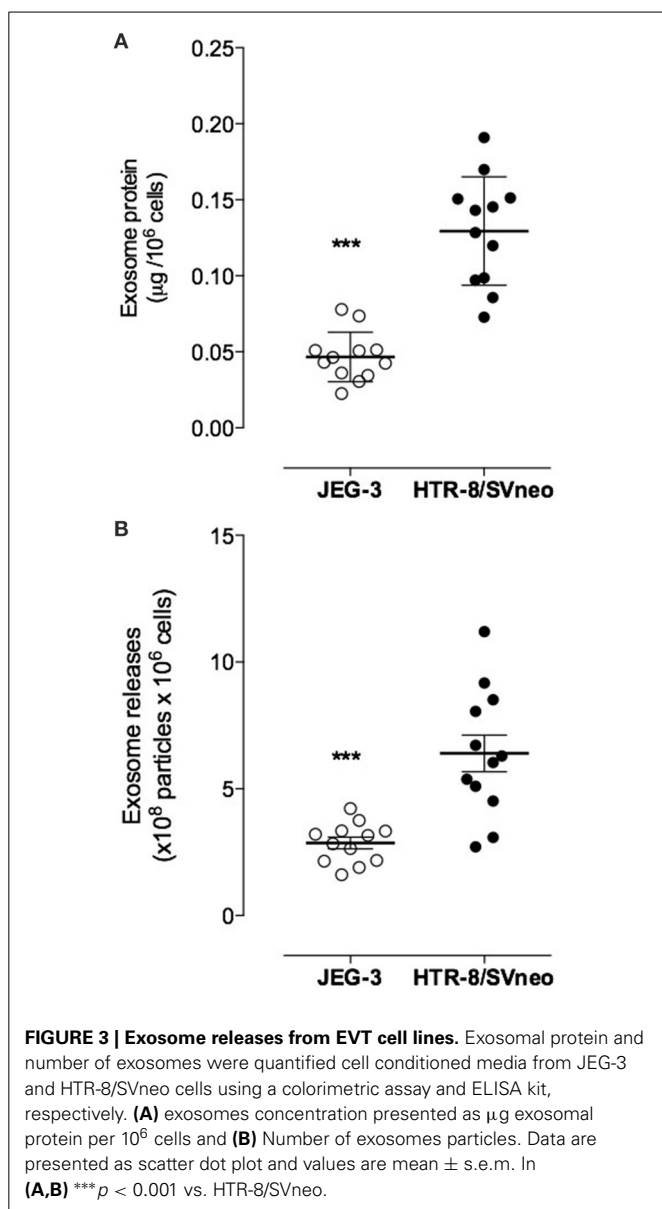 A
0.25
0.20
0.15
0.10
0.05
0.00
Exosome protein
(μg /10⁶ cells)
***
JEG-3 HTR-8/SVneo
B
15
10
5
0
Exosome releases
(x10⁸ particles x 10⁶ cells)
***
JEG-3 HTR-8/SVneo
FIGURE 3 | Exosome releases from EVT cell lines. Exosomal protein and
number of exosomes were quantified cell conditioned media from JEG-3
and HTR-8/SVneo cells using a colorimetric assay and ELISA kit,
respectively. (A) exosomes concentration presented as μg exosomal
protein per 10⁶ cells and (B) Number of exosomes particles. Data are
presented as scatter dot plot and values are mean ± s.e.m. In
(A,B) ***p < 0.001 vs. HTR-8/SVneo.